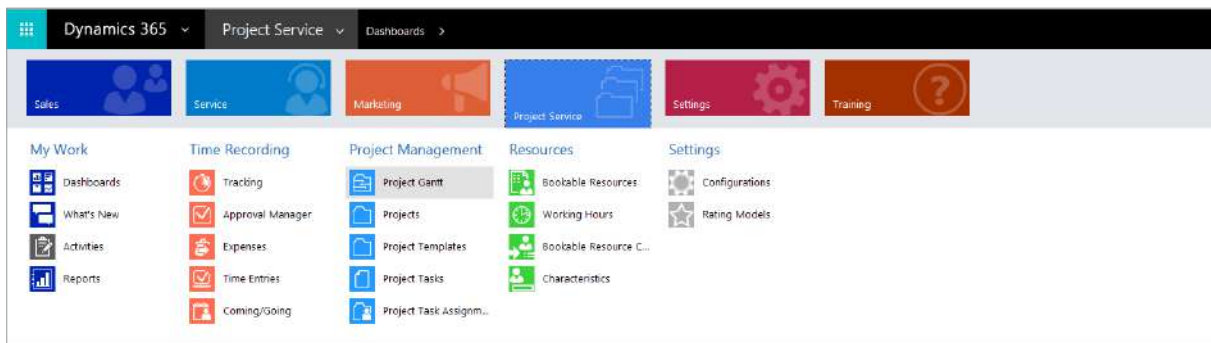 Dynamics 365 Project Service Dashboards >
Sales Service Marketing Project Service Settings Training
My Work Time Recording Project Management Resources Settings
Dashboards Tracking Project Gantt Bookable Resources Configurations
What's New Approval Manager Projects Working Hours Rating Models
Activities Expenses Project Templates Bookable Resource C...
Reports Time Entries Project Tasks Characteristics
Coming/Going Project Task Assignm...